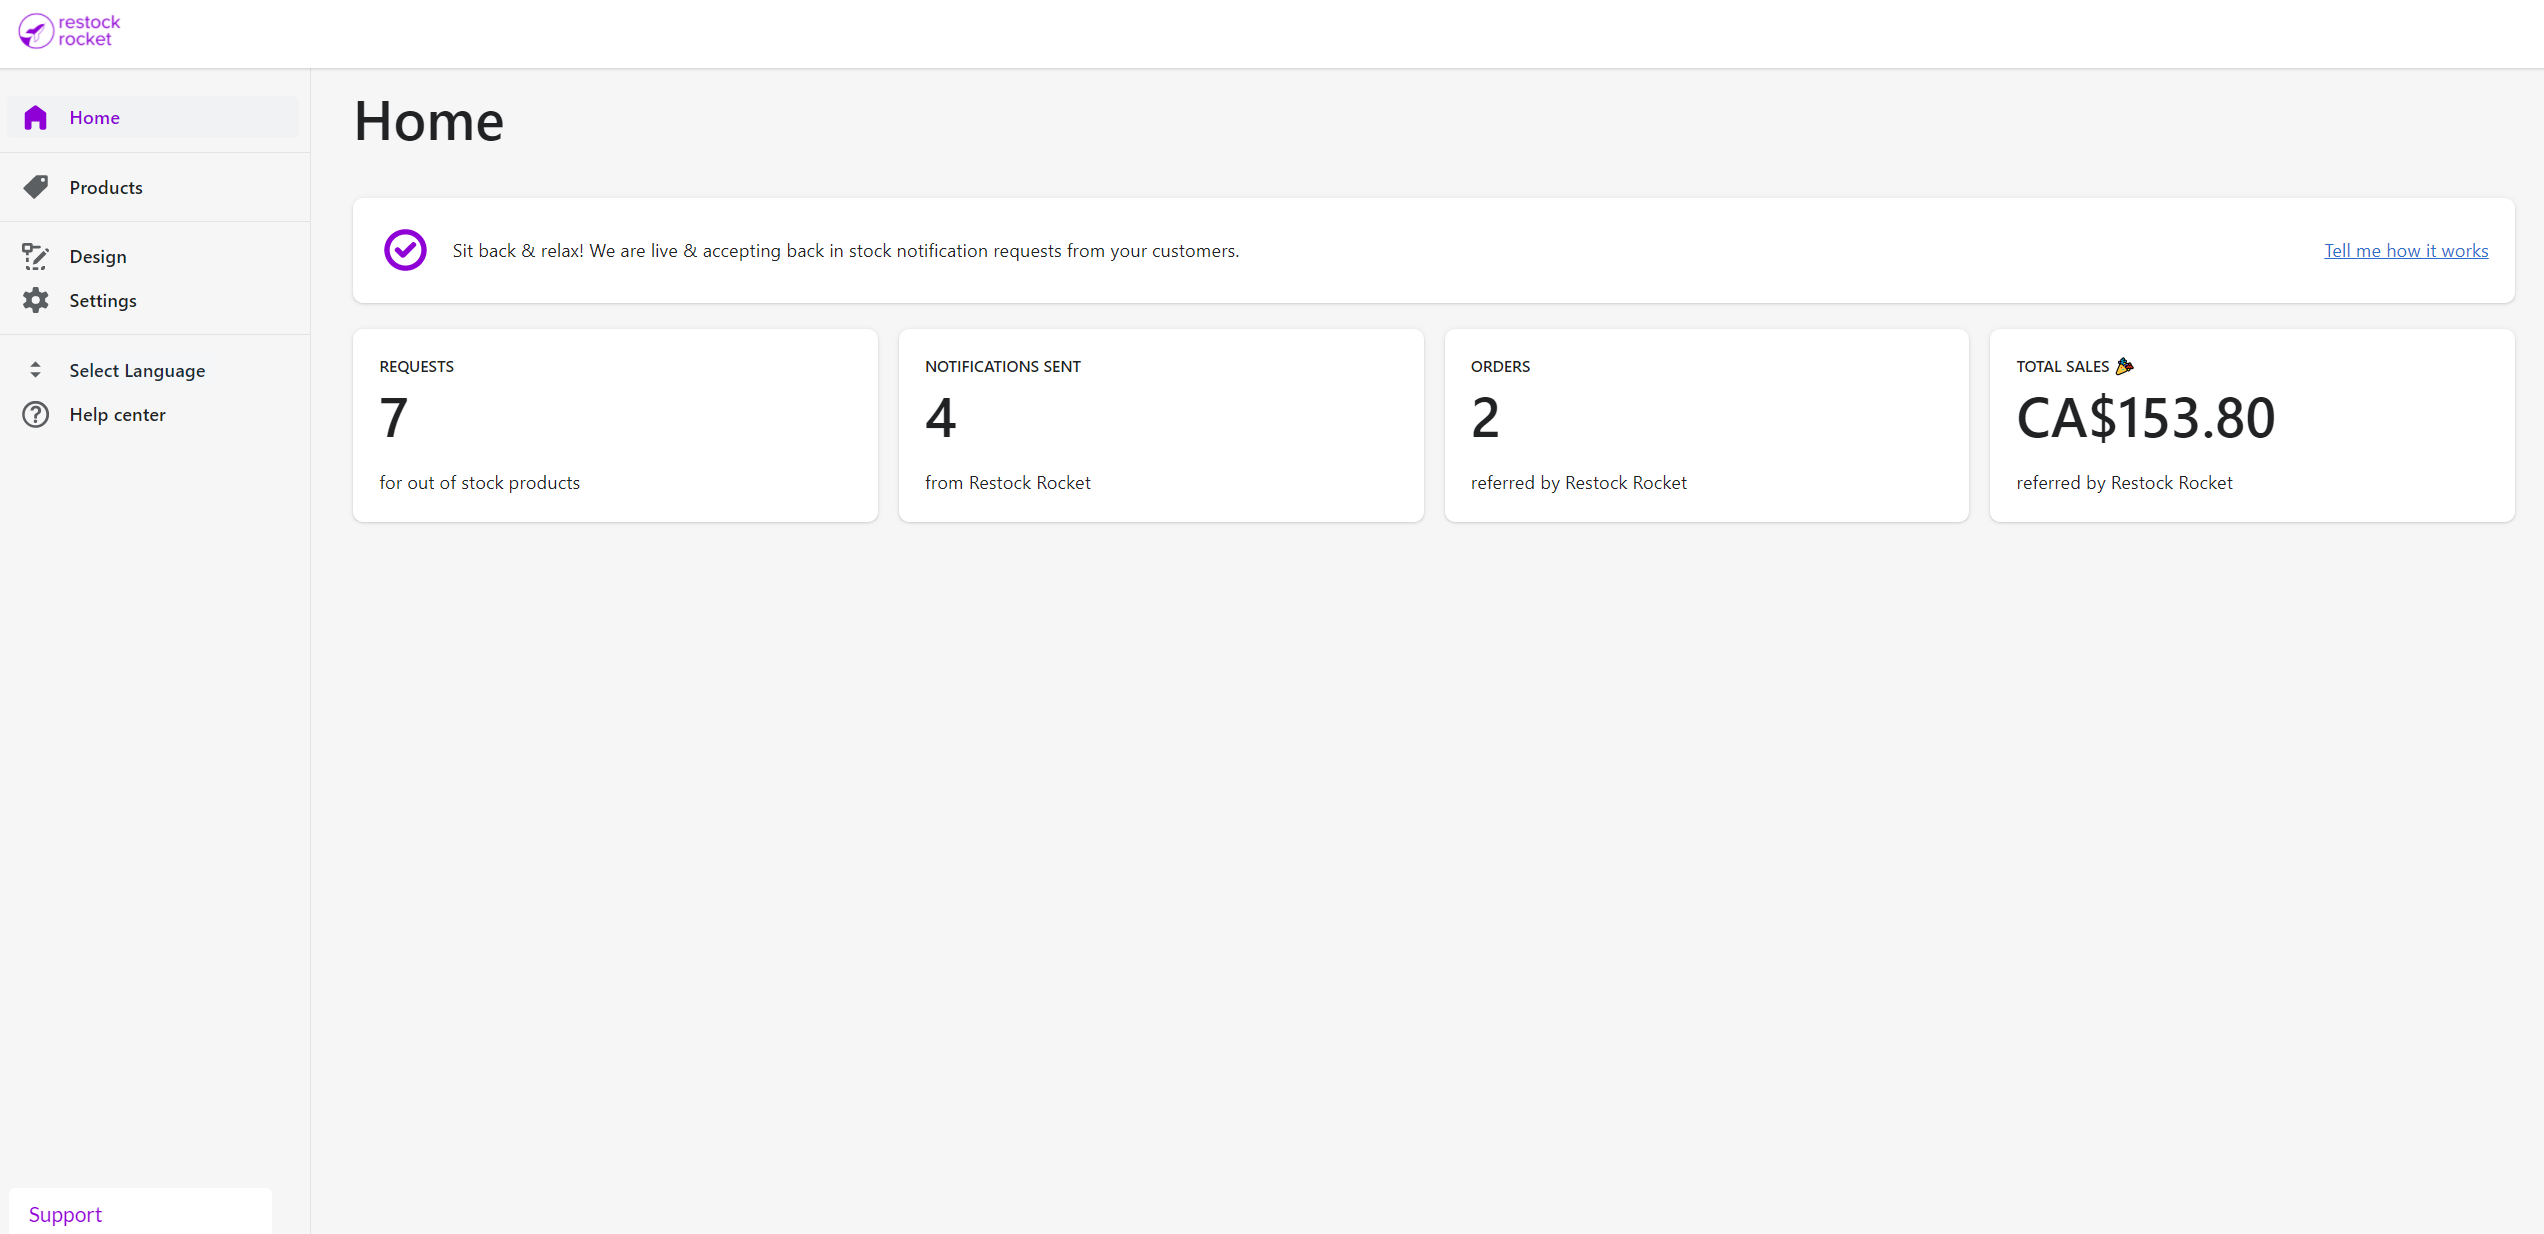 restock
rocket
Home
Products
Design
Settings
Select Language
Help center
Support
Home
Sit back & relax! We are live & accepting back in stock notification requests from your customers.
Tell me how it works
REQUESTS
7
for out of stock products
NOTIFICATIONS SENT
4
from Restock Rocket
ORDERS
2
referred by Restock Rocket
TOTAL SALES 🎉
CA$153.80
referred by Restock Rocket